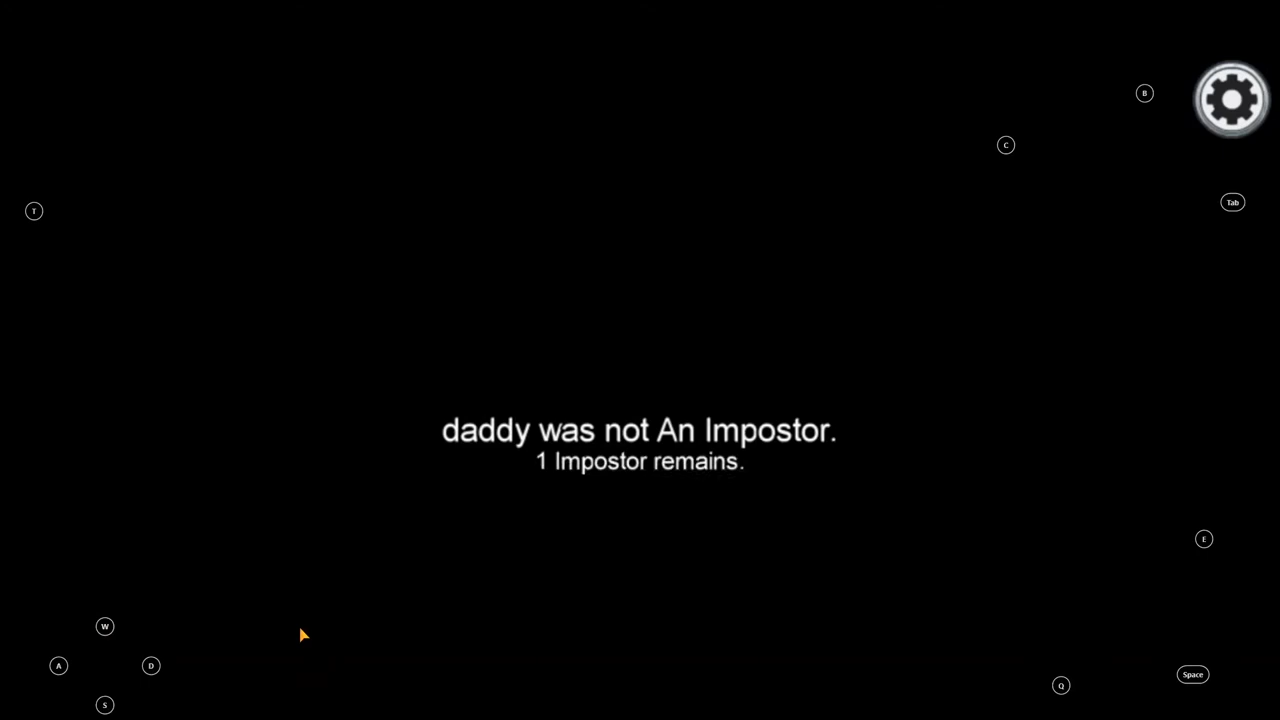 B
C
Tab
T
daddy was not An Impostor.
1 Impostor remains.
E
W
A
D
Space
Q
S